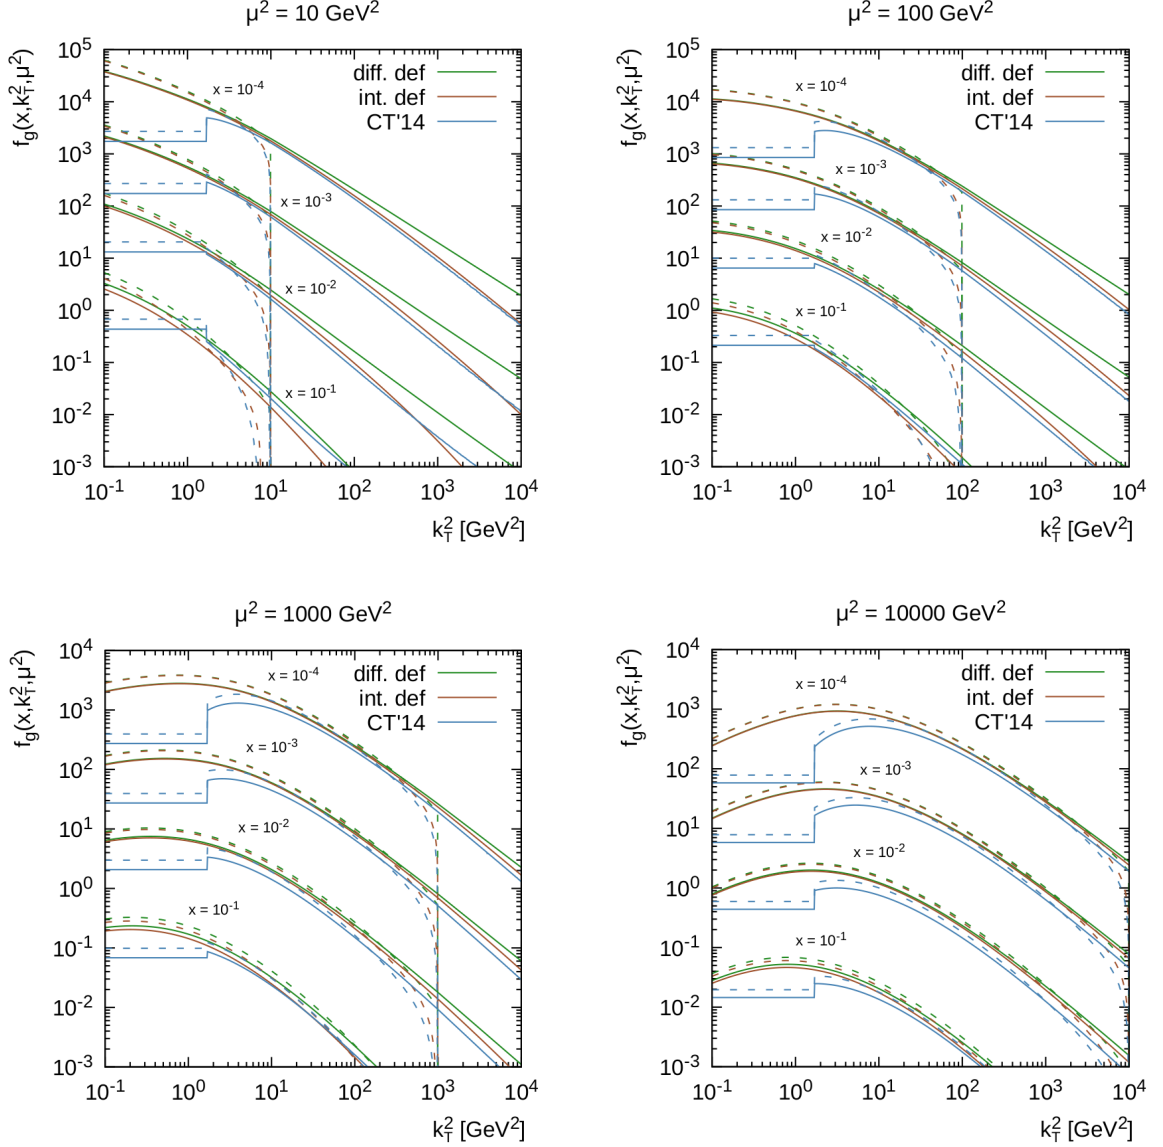 μ² = 10 GeV²
f_g(x,k_T²,μ²)
10⁵
10⁴
10³
10²
10¹
10⁰
10⁻¹
10⁻²
10⁻³
diff. def
int. def
CT'14
x = 10⁻⁴
x = 10⁻³
x = 10⁻²
x = 10⁻¹
10⁻¹ 10⁰ 10¹ 10² 10³ 10⁴
k_T² [GeV²]
μ² = 100 GeV²
f_g(x,k_T²,μ²)
10⁵
10⁴
10³
10²
10¹
10⁰
10⁻¹
10⁻²
10⁻³
diff. def
int. def
CT'14
x = 10⁻⁴
x = 10⁻³
x = 10⁻²
x = 10⁻¹
10⁻¹ 10⁰ 10¹ 10² 10³ 10⁴
k_T² [GeV²]
μ² = 1000 GeV²
f_g(x,k_T²,μ²)
10⁴
10³
10²
10¹
10⁰
10⁻¹
10⁻²
10⁻³
diff. def
int. def
CT'14
x = 10⁻⁴
x = 10⁻³
x = 10⁻²
x = 10⁻¹
10⁻¹ 10⁰ 10¹ 10² 10³ 10⁴
k_T² [GeV²]
μ² = 10000 GeV²
f_g(x,k_T²,μ²)
10⁴
10³
10²
10¹
10⁰
10⁻¹
10⁻²
10⁻³
diff. def
int. def
CT'14
x = 10⁻⁴
x = 10⁻³
x = 10⁻²
x = 10⁻¹
10⁻¹ 10⁰ 10¹ 10² 10³ 10⁴
k_T² [GeV²]